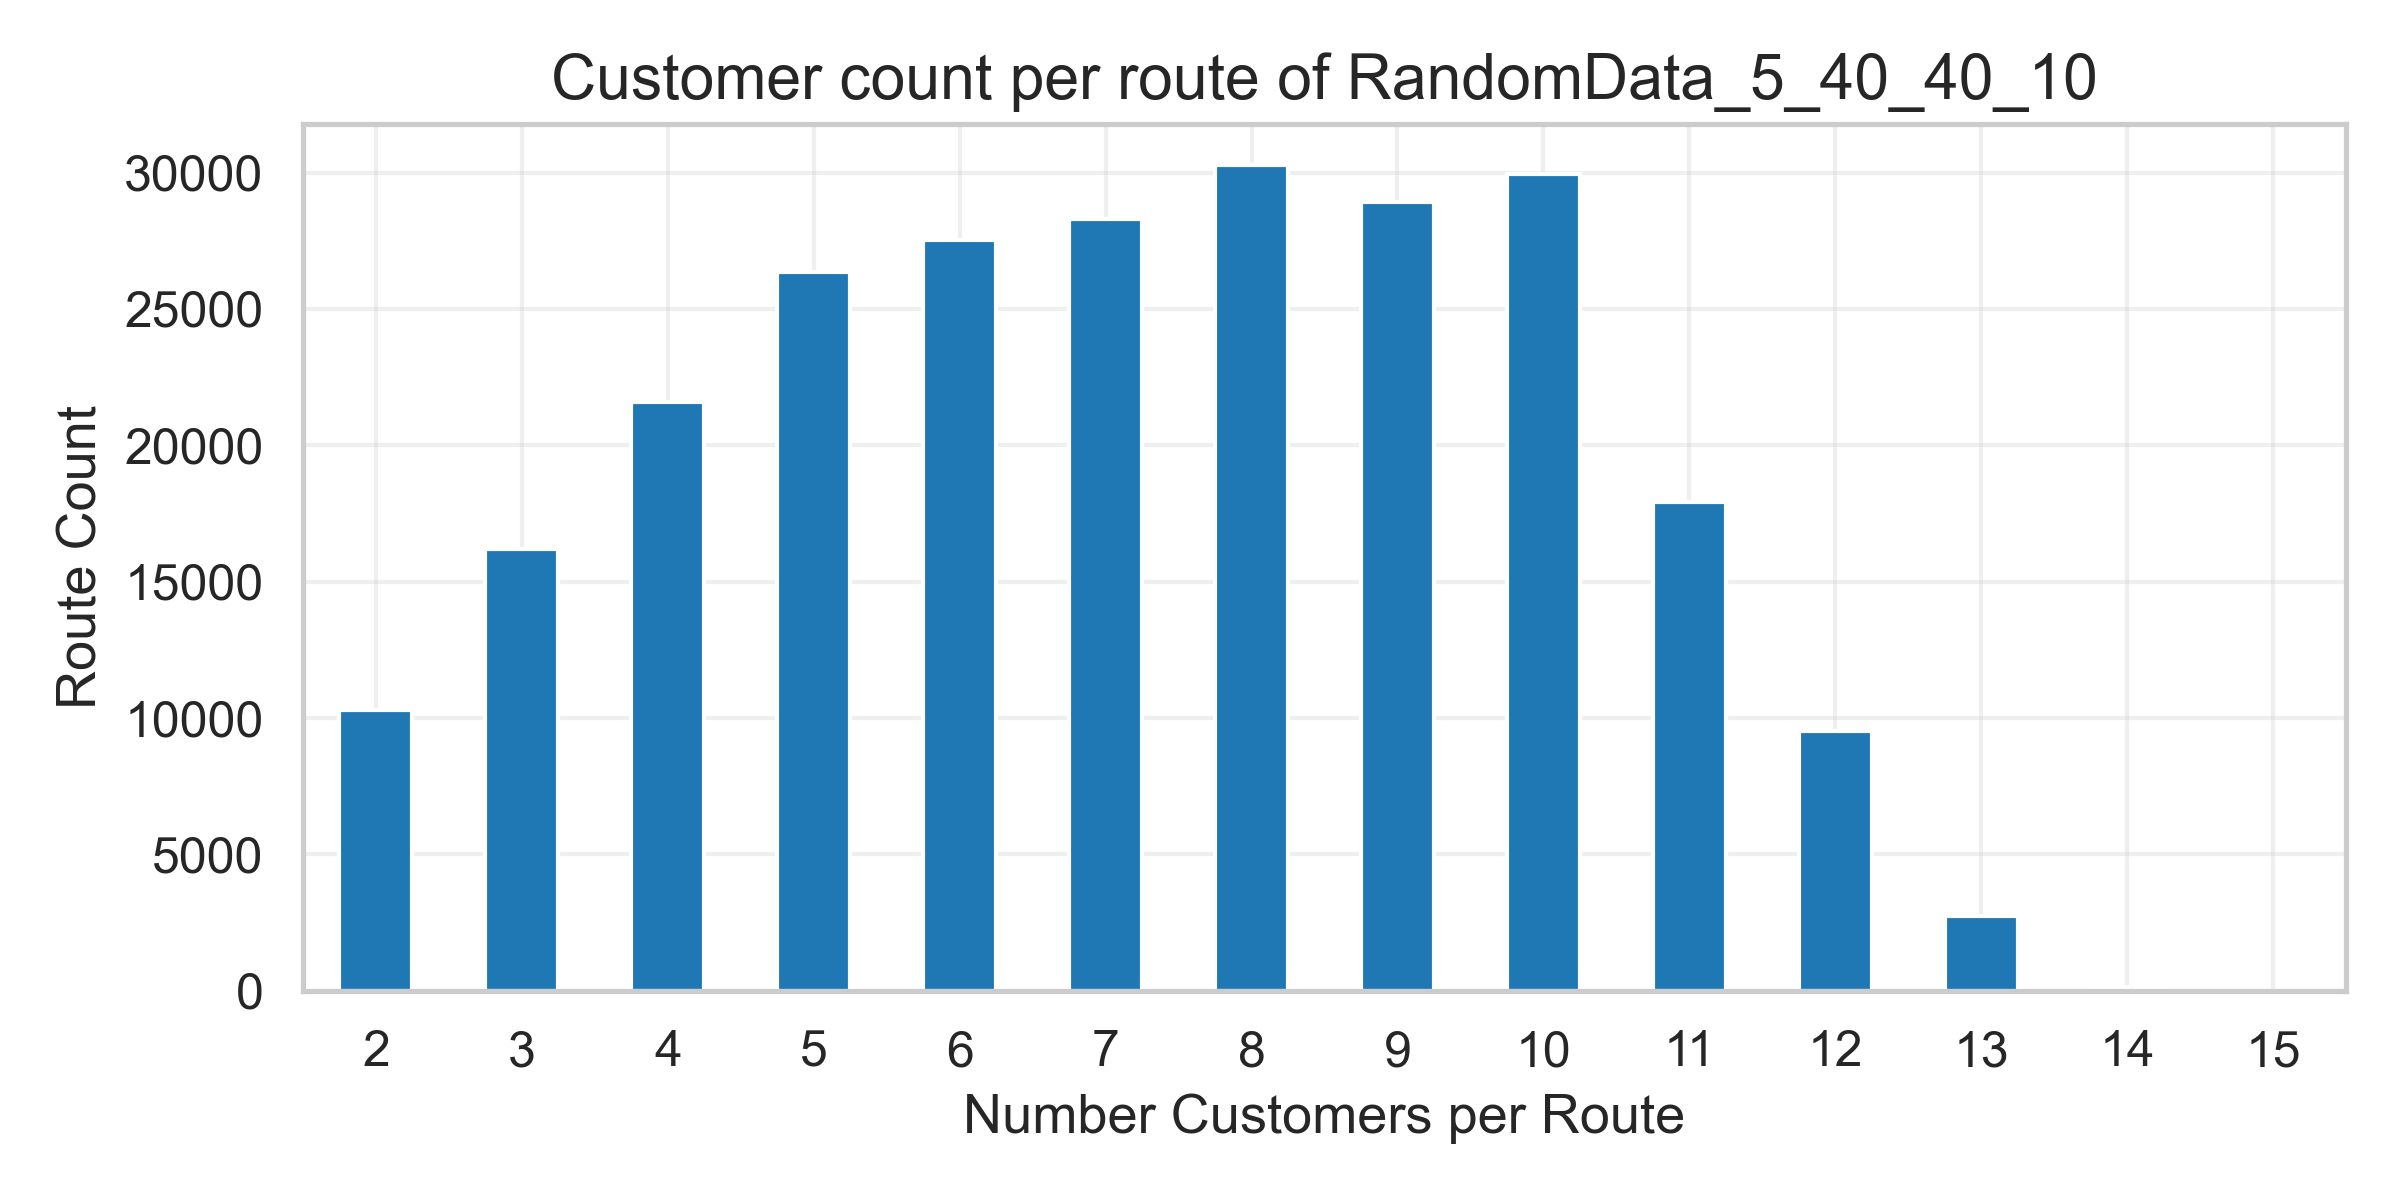 Customer count per route of RandomData_5_40_40_10
30000
25000
20000
15000
10000
5000
0
Route Count
2 3 4 5 6 7 8 9 10 11 12 13 14 15
Number Customers per Route